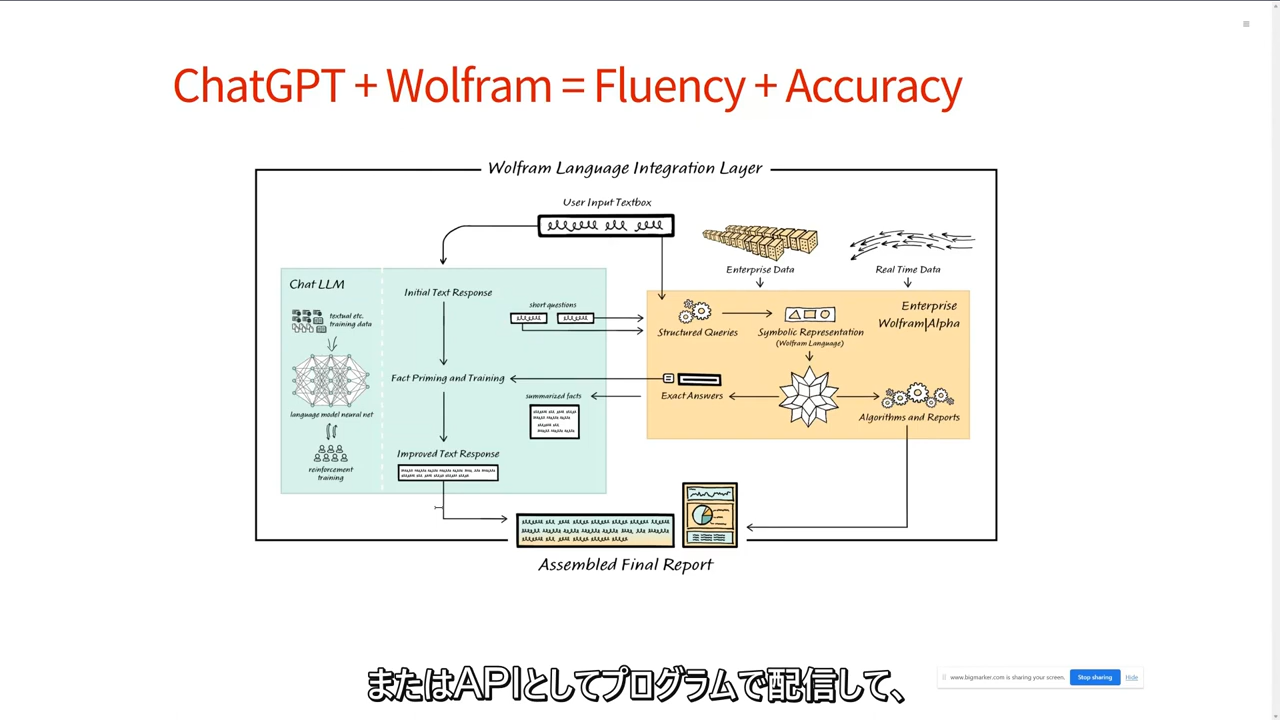 ChatGPT + Wolfram = Fluency + Accuracy
Wolfram Language Integration Layer
User Input Textbox
Enterprise Data
Real Time Data
Chat LLM
textual etc.
training data
language model neural net
reinforcement
training
Initial Text Response
short questions
Fact Priming and Training
summarized facts
Improved Text Response
Enterprise
Wolfram|Alpha
Structured Queries
Symbolic Representation
(Wolfram Language)
Exact Answers
Algorithms and Reports
Assembled Final Report
またはAPIとしてプログラムで配信して、
www.bigmarker.com is sharing your screen.
Stop sharing
Hide